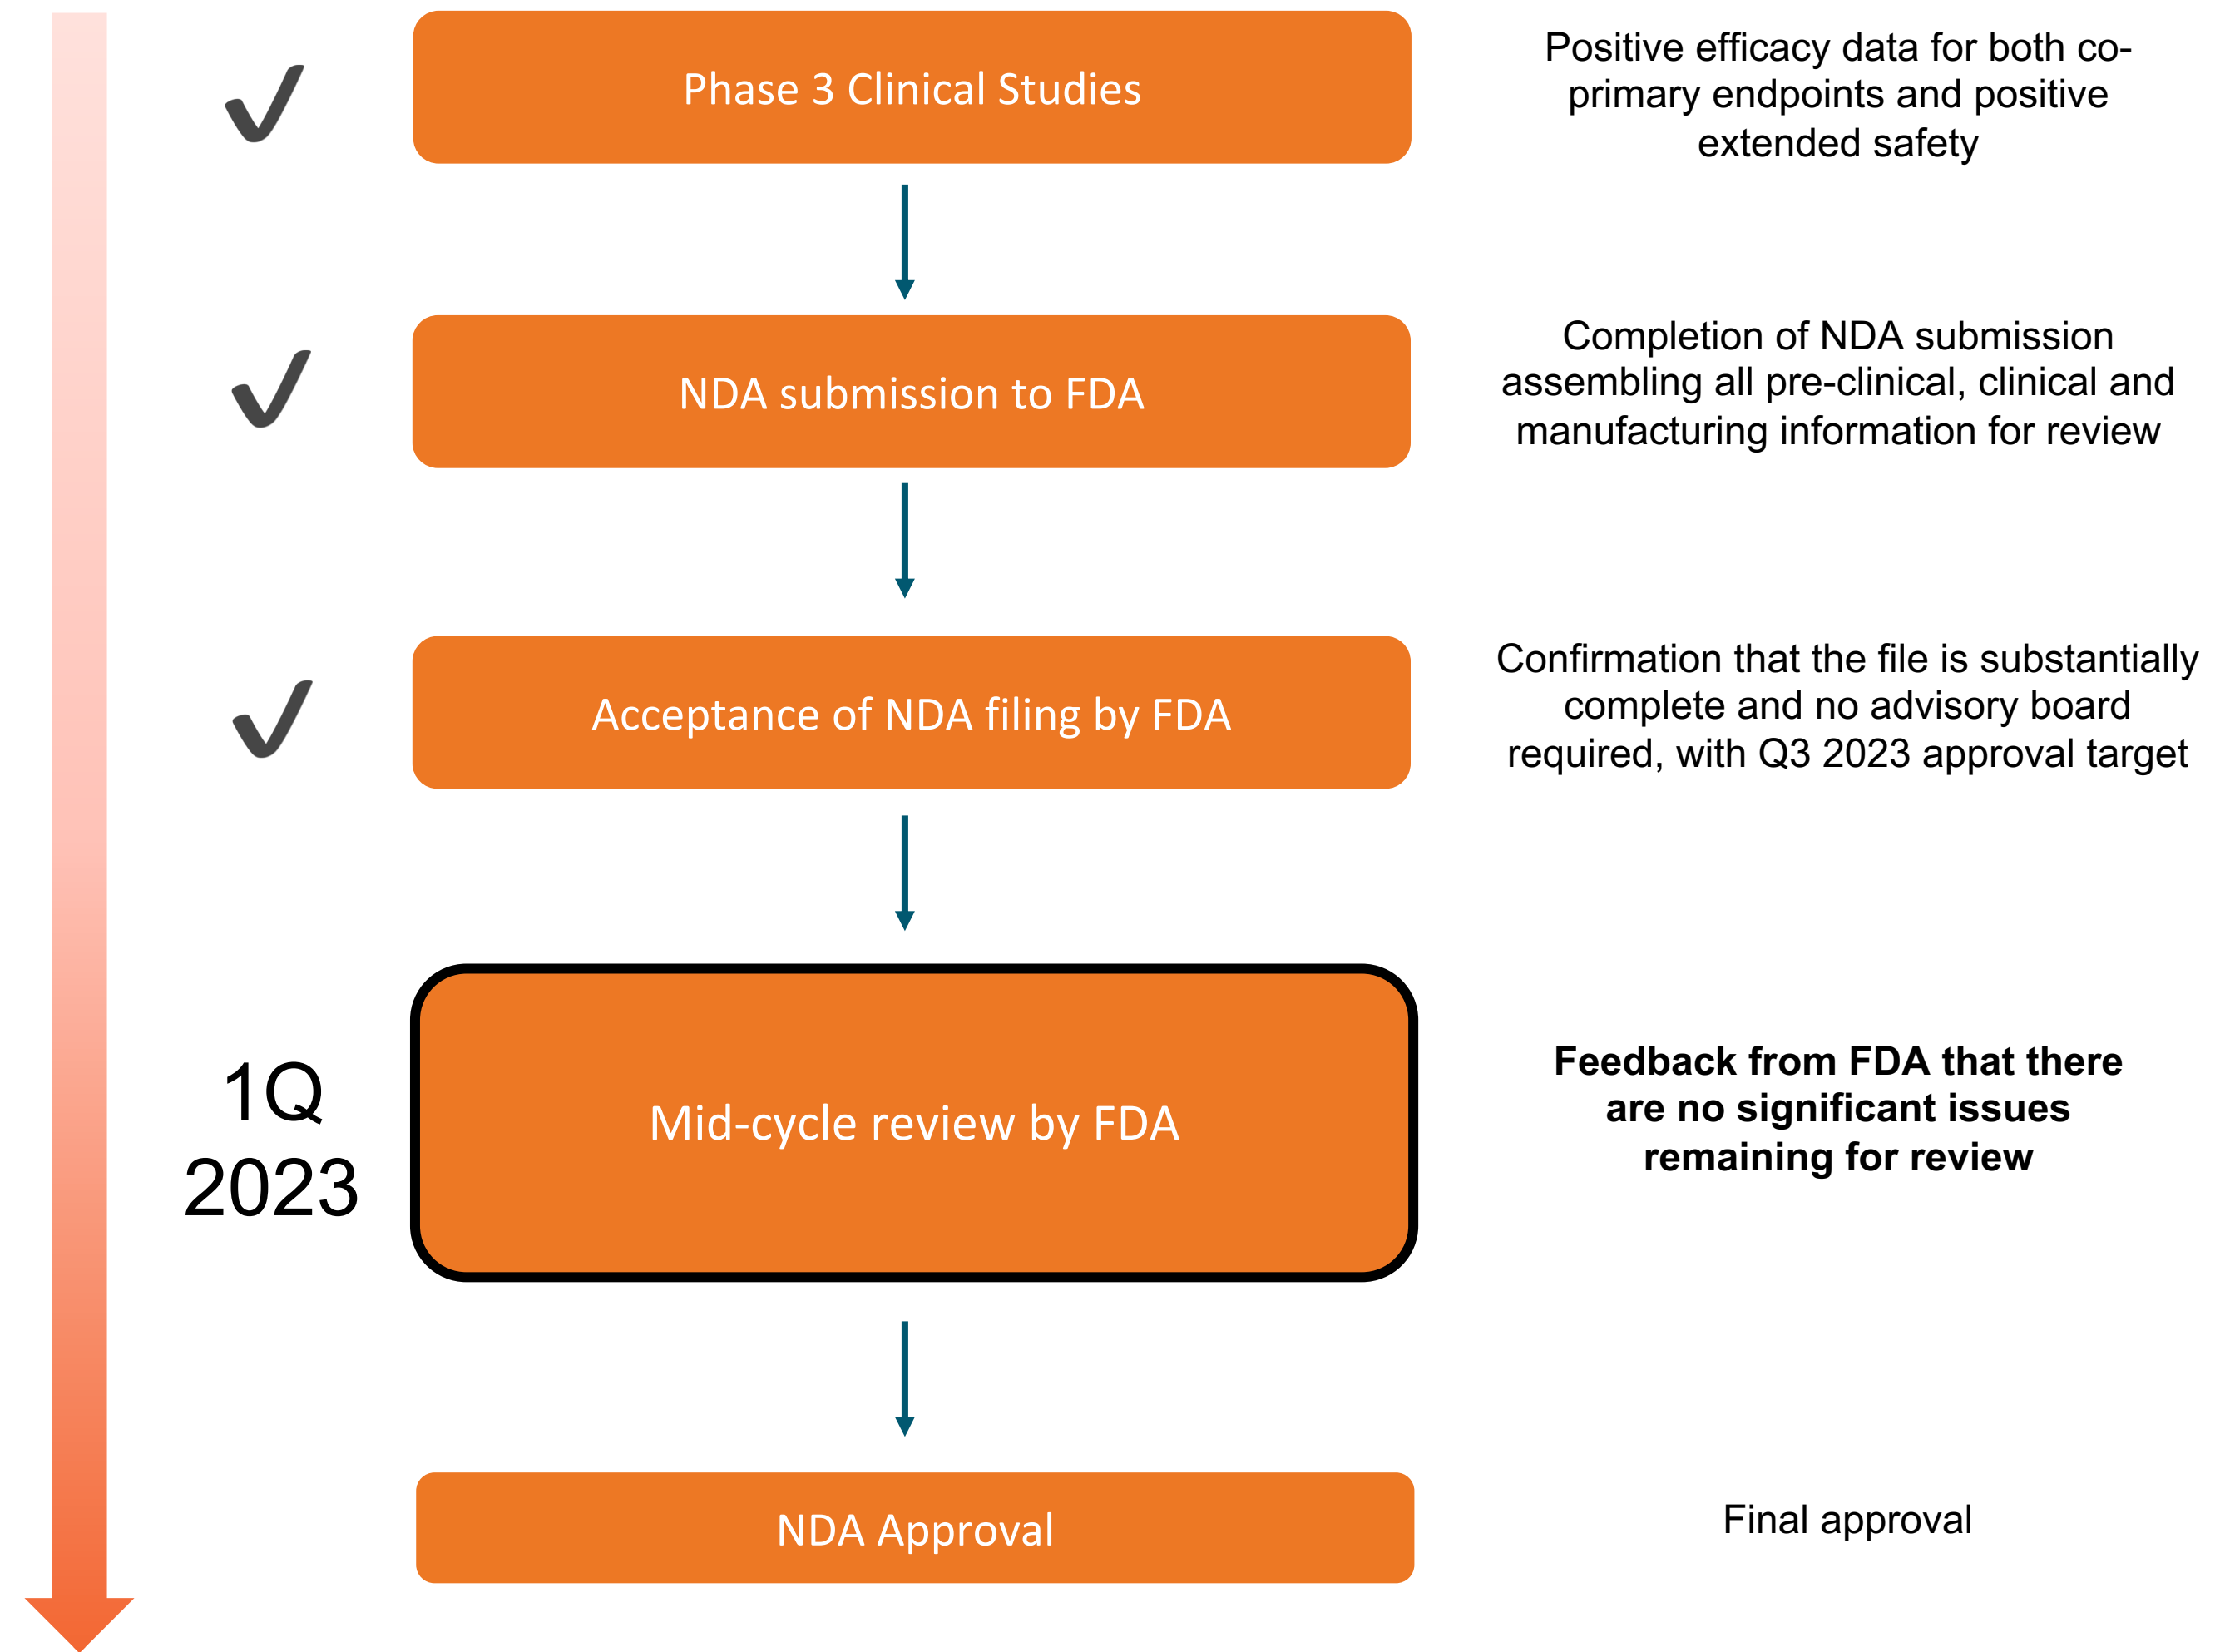 Phase 3 Clinical Studies
Positive efficacy data for both co-
primary endpoints and positive
extended safety
NDA submission to FDA
Completion of NDA submission
assembling all pre-clinical, clinical and
manufacturing information for review
Acceptance of NDA filing by FDA
Confirmation that the file is substantially
complete and no advisory board
required, with Q3 2023 approval target
1Q
2023
Mid-cycle review by FDA
Feedback from FDA that there
are no significant issues
remaining for review
NDA Approval
Final approval